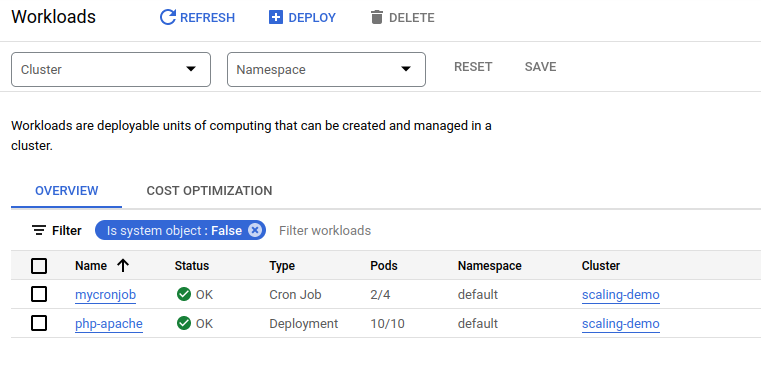 Workloads REFRESH DEPLOY DELETE
Cluster Namespace RESET SAVE
Workloads are deployable units of computing that can be created and managed in a
cluster.
OVERVIEW COST OPTIMIZATION
Filter Is system object : False Filter workloads
Name Status Type Pods Namespace Cluster
mycronjob OK Cron Job 2/4 default scaling-demo
php-apache OK Deployment 10/10 default scaling-demo